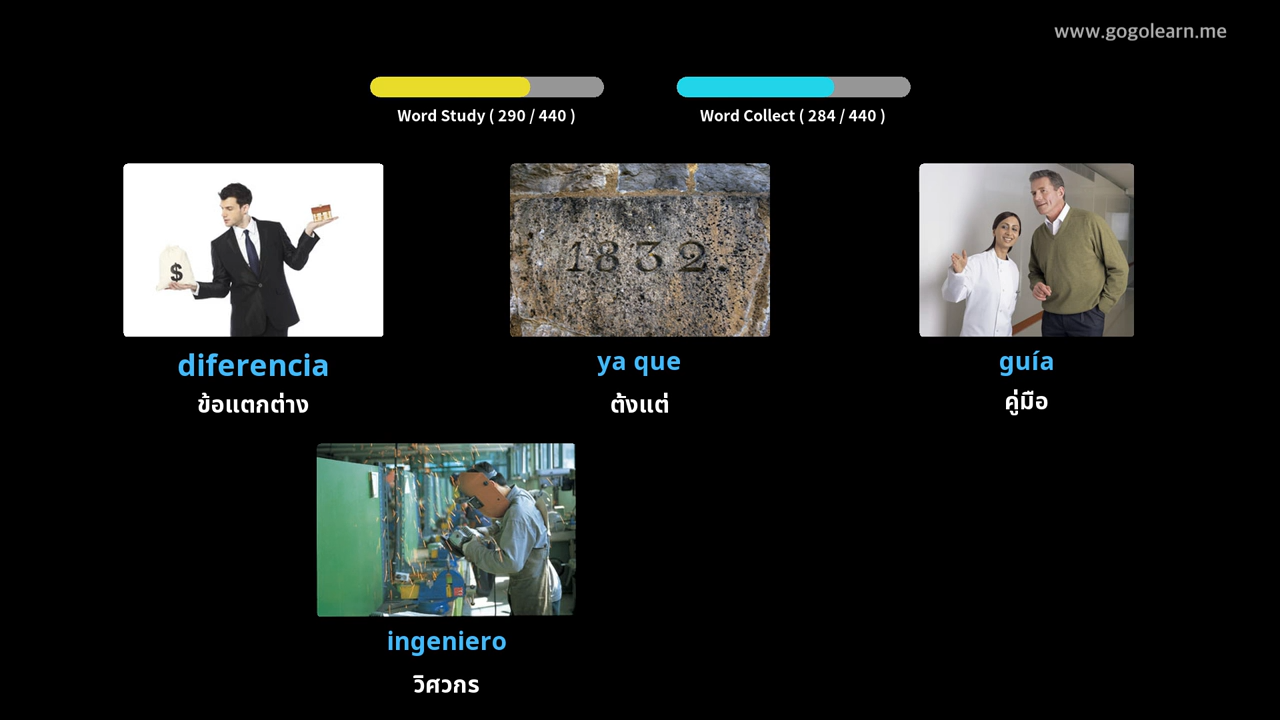 www.gogolearn.me
Word Study ( 290 / 440 )
Word Collect ( 284 / 440 )
$
1832.
diferencia
ya que
guía
ข้อแตกต่าง
ตั้งแต่
คู่มือ
ingeniero
วิศวกร